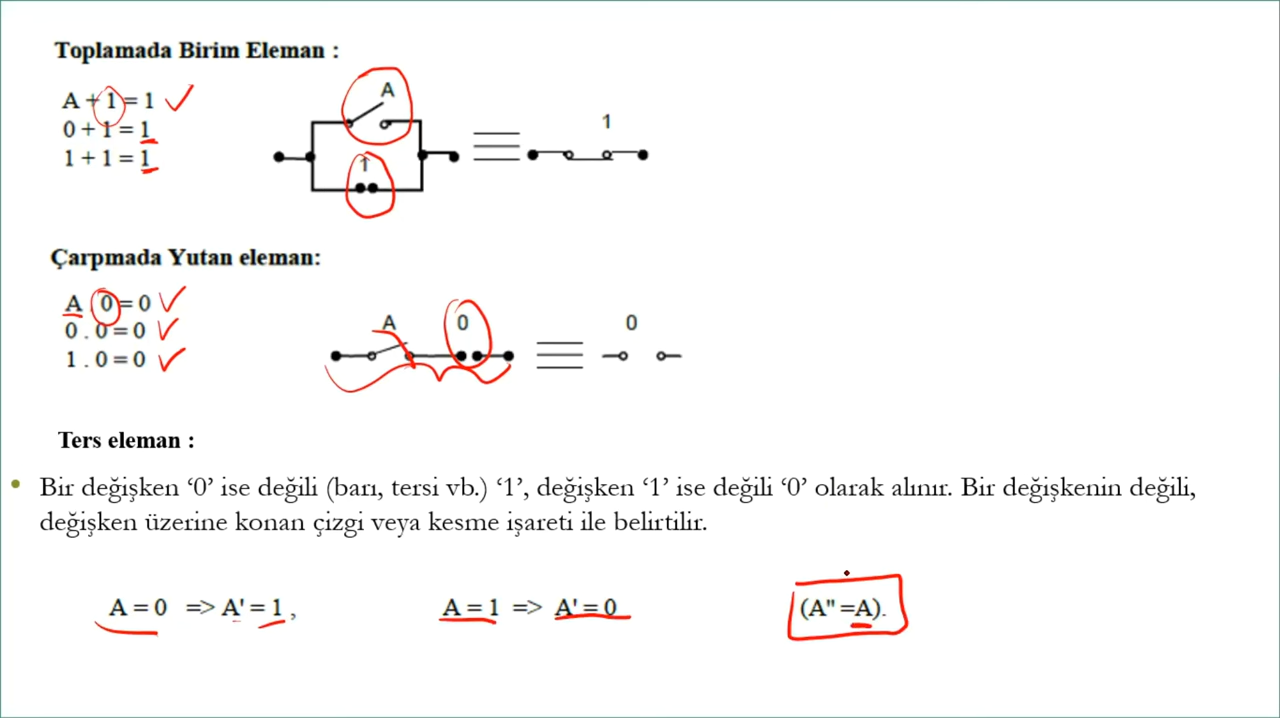 Toplamada Birim Eleman :
A + 1 = 1
0 + 1 = 1
1 + 1 = 1
A
1
1
Çarpmada Yutan eleman:
A . 0 = 0
0 . 0 = 0
1 . 0 = 0
A 0
0
Ters eleman :
• Bir değişken ‘0’ ise değili (barı, tersi vb.) ‘1’, değişken ‘1’ ise değili ‘0’ olarak alınır. Bir değişkenin değili,
değişken üzerine konan çizgi veya kesme işareti ile belirtilir.
A = 0 => A' = 1 , A = 1 => A' = 0 (A" =A).